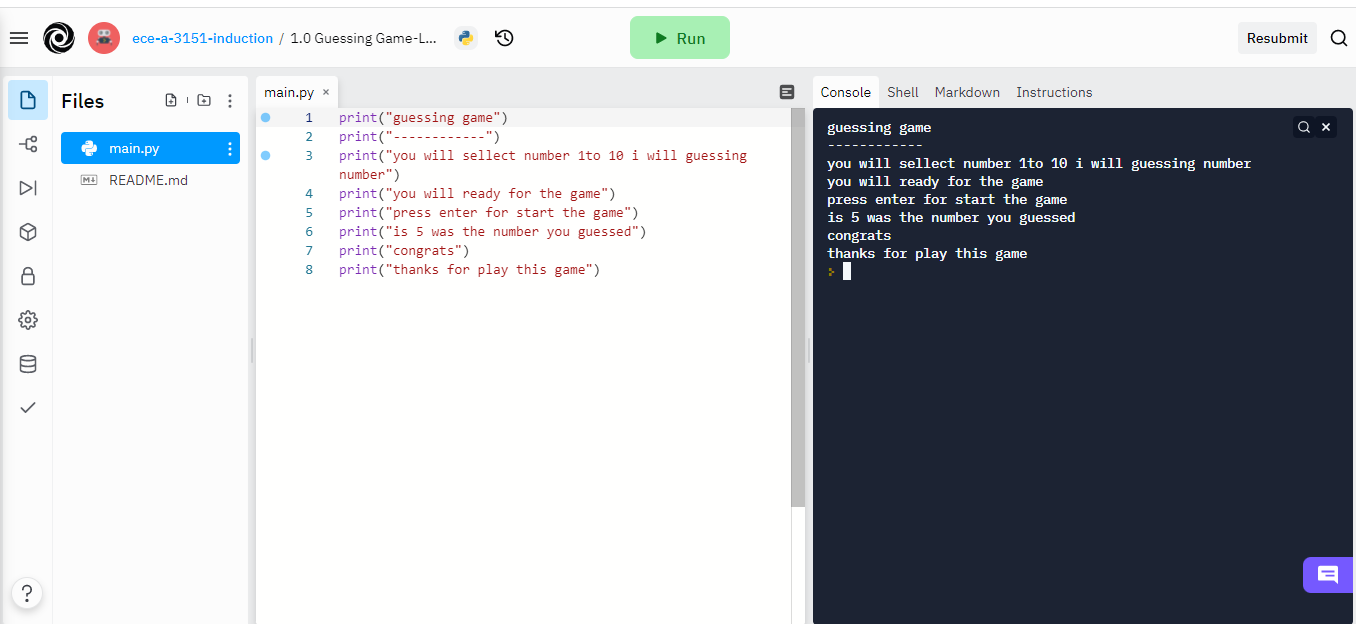 ece-a-3151-induction / 1.0 Guessing Game-L...
Run
Resubmit
Files
main.py
README.md
main.py ×
1 print("guessing game")
2 print("------------")
3 print("you will sellect number 1to 10 i will guessing
number")
4 print("you will ready for the game")
5 print("press enter for start the game")
6 print("is 5 was the number you guessed")
7 print("congrats")
8 print("thanks for play this game")
Console Shell Markdown Instructions
guessing game
------------
you will sellect number 1to 10 i will guessing number
you will ready for the game
press enter for start the game
is 5 was the number you guessed
congrats
thanks for play this game
?